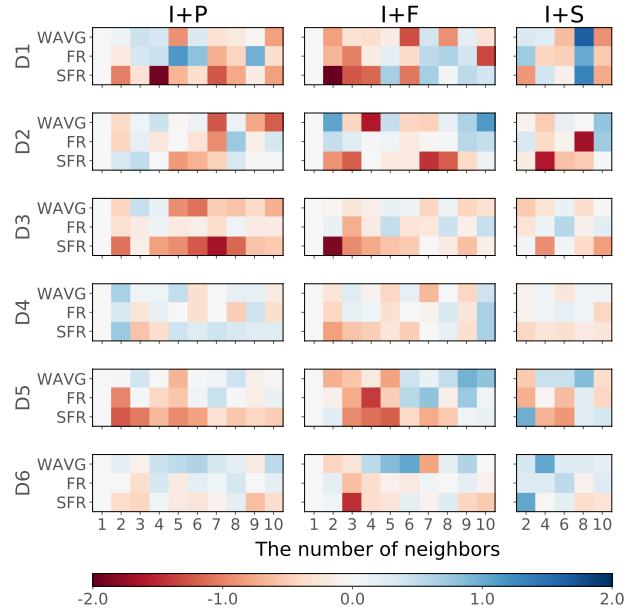 I+P I+F I+S
D1
WAVG
FR
SFR
D2
WAVG
FR
SFR
D3
WAVG
FR
SFR
D4
WAVG
FR
SFR
D5
WAVG
FR
SFR
D6
WAVG
FR
SFR
1 2 3 4 5 6 7 8 9 10 1 2 3 4 5 6 7 8 9 10 2 4 6 8 10
The number of neighbors
-2.0 -1.0 0.0 1.0 2.0